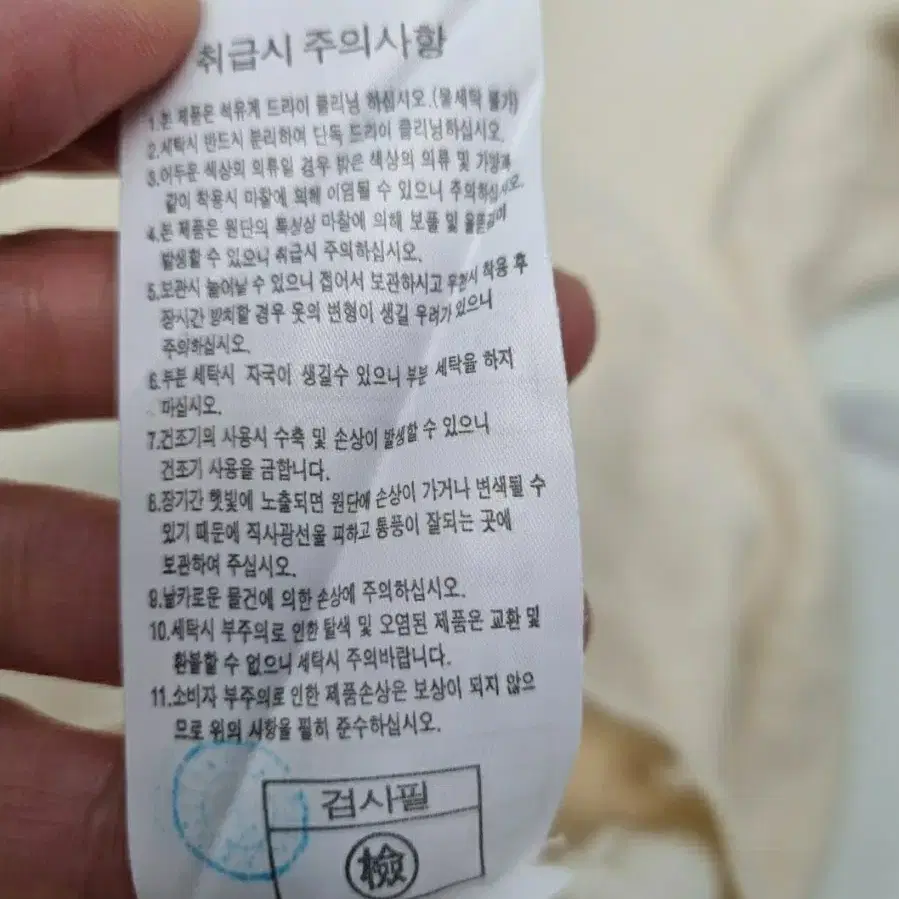 취급시 주의사항
1.본 제품은 석유계 드라이 클리닝 하십시오.(물세탁 불가)
2.세탁시 반드시 분리하여 단독 드라이 클리닝하십시오.
3.어두운 색상의 의류일 경우 밝은 색상의 의류 및 가방과
같이 착용시 마찰에 의해 이염될 수 있으니 주의하십시오.
4.본 제품은 원단의 특성상 마찰에 의해 보풀 및 올뜯김이
발생할 수 있으니 취급시 주의하십시오.
5.보관시 늘어날 수 있으니 접어서 보관하시고 우천시 착용 후
장시간 방치할 경우 옷의 변형이 생길 우려가 있으니
주의하십시오.
6.부분 세탁시 자국이 생길수 있으니 부분 세탁을 하지
마십시오.
7.건조기의 사용시 수축 및 손상이 발생할 수 있으니
건조기 사용을 금합니다.
8.장기간 햇빛에 노출되면 원단에 손상이 가거나 변색될 수
있기 때문에 직사광선을 피하고 통풍이 잘되는 곳에
보관하여 주십시오.
9.날카로운 물건에 의한 손상에 주의하십시오.
10.세탁시 부주의로 인한 탈색 및 오염된 제품은 교환 및
환불할 수 없으니 세탁시 주의바랍니다.
11.소비자 부주의로 인한 제품손상은 보상이 되지 않으
므로 위의 사항을 필히 준수하십시오.
검사필
檢